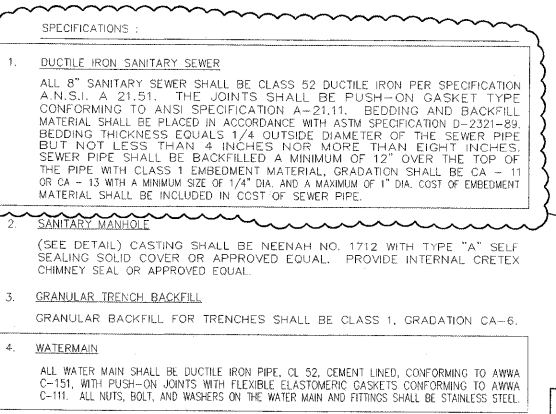 SPECIFICATIONS :
1. DUCTILE IRON SANITARY SEWER
ALL 8" SANITARY SEWER SHALL BE CLASS 52 DUCTILE IRON PER SPECIFICATION
A.N.S.I. A 21.51. THE JOINTS SHALL BE PUSH-ON GASKET TYPE
CONFORMING TO ANSI SPECIFICATION A-21.11. BEDDING AND BACKFILL
MATERIAL SHALL BE PLACED IN ACCORDANCE WITH ASTM SPECIFICATION D-2321-89.
BEDDING THICKNESS EQUALS 1/4 OUTSIDE DIAMETER OF THE SEWER PIPE
BUT NOT LESS THAN 4 INCHES NOR MORE THAN EIGHT INCHES.
SEWER PIPE SHALL BE BACKFILLED A MINIMUM OF 12" OVER THE TOP OF
THE PIPE WITH CLASS 1 EMBEDMENT MATERIAL, GRADATION SHALL BE CA - 11
OR CA - 13 WITH A MINIMUM SIZE OF 1/4" DIA. AND A MAXIMUM OF 1" DIA. COST OF EMBEDMENT
MATERIAL SHALL BE INCLUDED IN COST OF SEWER PIPE.
2. SANITARY MANHOLE
(SEE DETAIL) CASTING SHALL BE NEENAH NO. 1712 WITH TYPE "A" SELF
SEALING SOLID COVER OR APPROVED EQUAL. PROVIDE INTERNAL CRETEX
CHIMNEY SEAL OR APPROVED EQUAL.
3. GRANULAR TRENCH BACKFILL
GRANULAR BACKFILL FOR TRENCHES SHALL BE CLASS 1, GRADATION CA-6.
4. WATERMAIN
ALL WATER MAIN SHALL BE DUCTILE IRON PIPE, CL 52, CEMENT LINED, CONFORMING TO AWWA
C-151, WITH PUSH-ON JOINTS WITH FLEXIBLE ELASTOMERIC GASKETS CONFORMING TO AWWA
C-111. ALL NUTS, BOLT, AND WASHERS ON THE WATER MAIN AND FITTINGS SHALL BE STAINLESS STEEL.